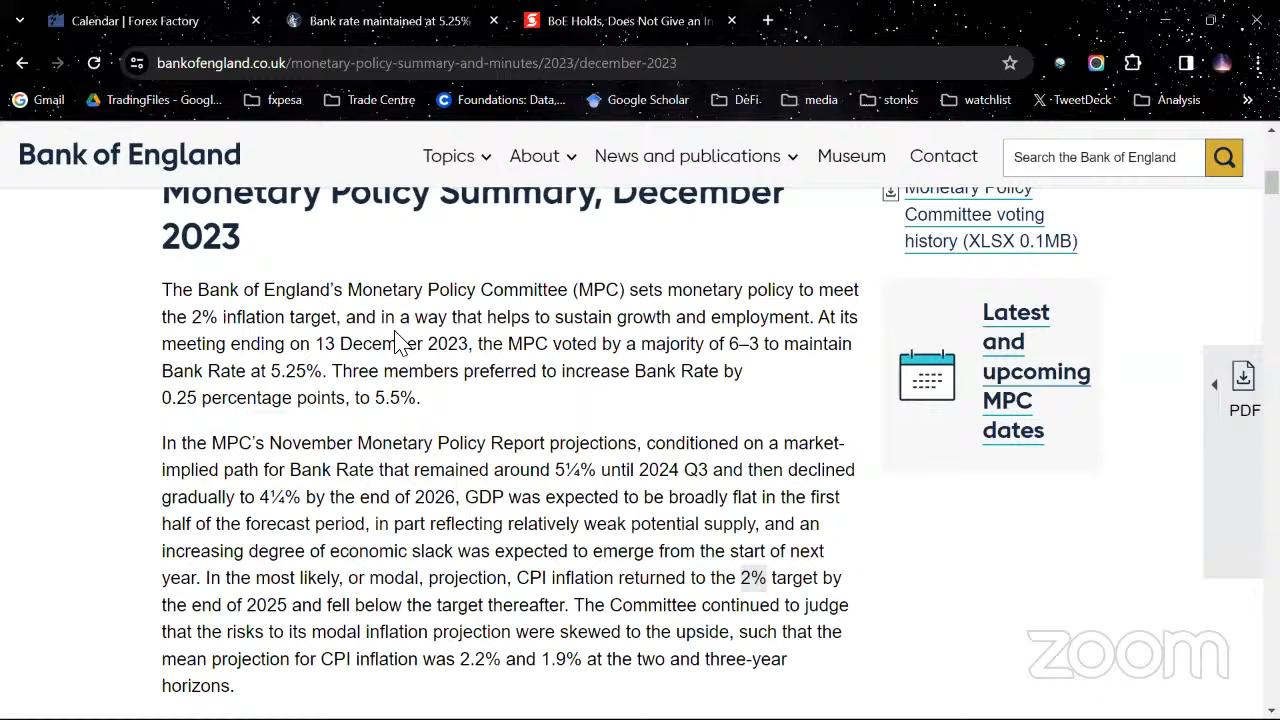 Calendar | Forex Factory
Bank rate maintained at 5.25%
BoE Holds, Does Not Give an In
bankofengland.co.uk/monetary-policy-summary-and-minutes/2023/december-2023
Gmail
TradingFiles - Googl...
fxpesa
Trade Centre
Foundations: Data,...
Google Scholar
DeFi
media
stonks
watchlist
TweetDeck
Analysis
Bank of England
Topics
About
News and publications
Museum
Contact
Search the Bank of England
Monetary Policy Summary, December
2023
The Bank of England's Monetary Policy Committee (MPC) sets monetary policy to meet
the 2% inflation target, and in a way that helps to sustain growth and employment. At its
meeting ending on 13 December 2023, the MPC voted by a majority of 6–3 to maintain
Bank Rate at 5.25%. Three members preferred to increase Bank Rate by
0.25 percentage points, to 5.5%.
In the MPC's November Monetary Policy Report projections, conditioned on a market-
implied path for Bank Rate that remained around 5¼% until 2024 Q3 and then declined
gradually to 4¼% by the end of 2026, GDP was expected to be broadly flat in the first
half of the forecast period, in part reflecting relatively weak potential supply, and an
increasing degree of economic slack was expected to emerge from the start of next
year. In the most likely, or modal, projection, CPI inflation returned to the 2% target by
the end of 2025 and fell below the target thereafter. The Committee continued to judge
that the risks to its modal inflation projection were skewed to the upside, such that the
mean projection for CPI inflation was 2.2% and 1.9% at the two and three-year
horizons.
Monetary Policy
Committee voting
history (XLSX 0.1MB)
Latest
and
upcoming
MPC
dates
PDF
zoom